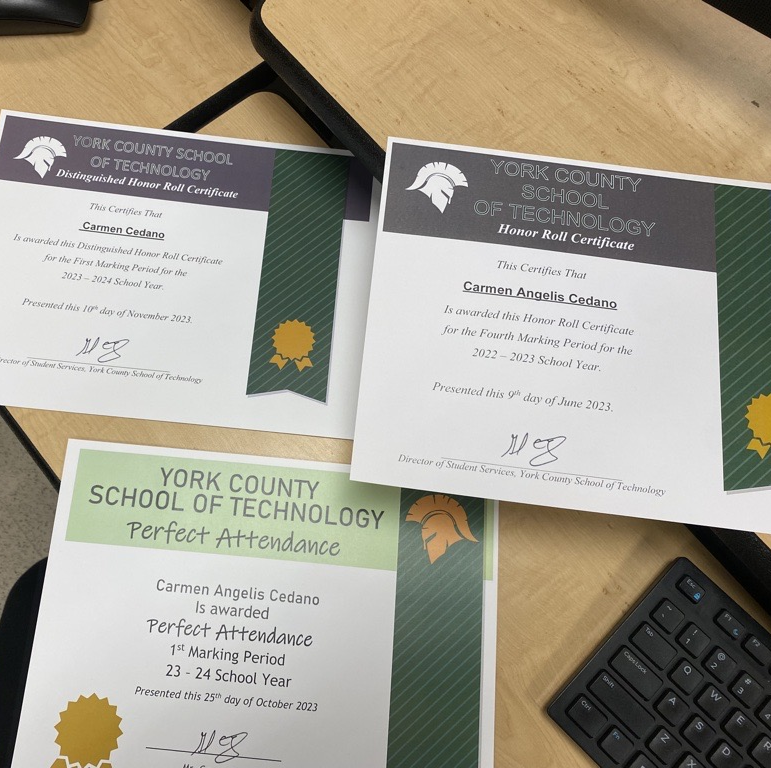 YORK COUNTY SCHOOL
OF TECHNOLOGY
Distinguished Honor Roll Certificate
This Certifies That
Carmen Cedano
Is awarded this Distinguished Honor Roll Certificate
for the First Marking Period for the
2023 – 2024 School Year.
Presented this 10th day of November 2023.
Director of Student Services, York County School of Technology
YORK COUNTY
SCHOOL
OF TECHNOLOGY
Honor Roll Certificate
This Certifies That
Carmen Angelis Cedano
Is awarded this Honor Roll Certificate
for the Fourth Marking Period for the
2022 – 2023 School Year.
Presented this 9th day of June 2023.
Director of Student Services, York County School of Technology
YORK COUNTY
SCHOOL OF TECHNOLOGY
Perfect Attendance
Carmen Angelis Cedano
Is awarded
Perfect Attendance
1st Marking Period
23 - 24 School Year
Presented this 25th day of October 2023
Esc F1 F2
~ ! 1 @ 2 # 3
Tab Q W E
CapsLock A S D
Shift Z X
Ctrl Fn